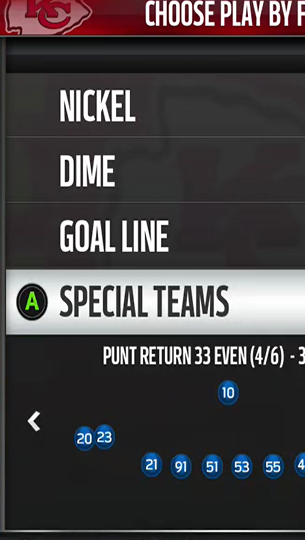 KC
CHOOSE PLAY BY F
NICKEL
DIME
GOAL LINE
A SPECIAL TEAMS
PUNT RETURN 33 EVEN (4/6) - 3
10
20 23
21 91 51 53 55 4